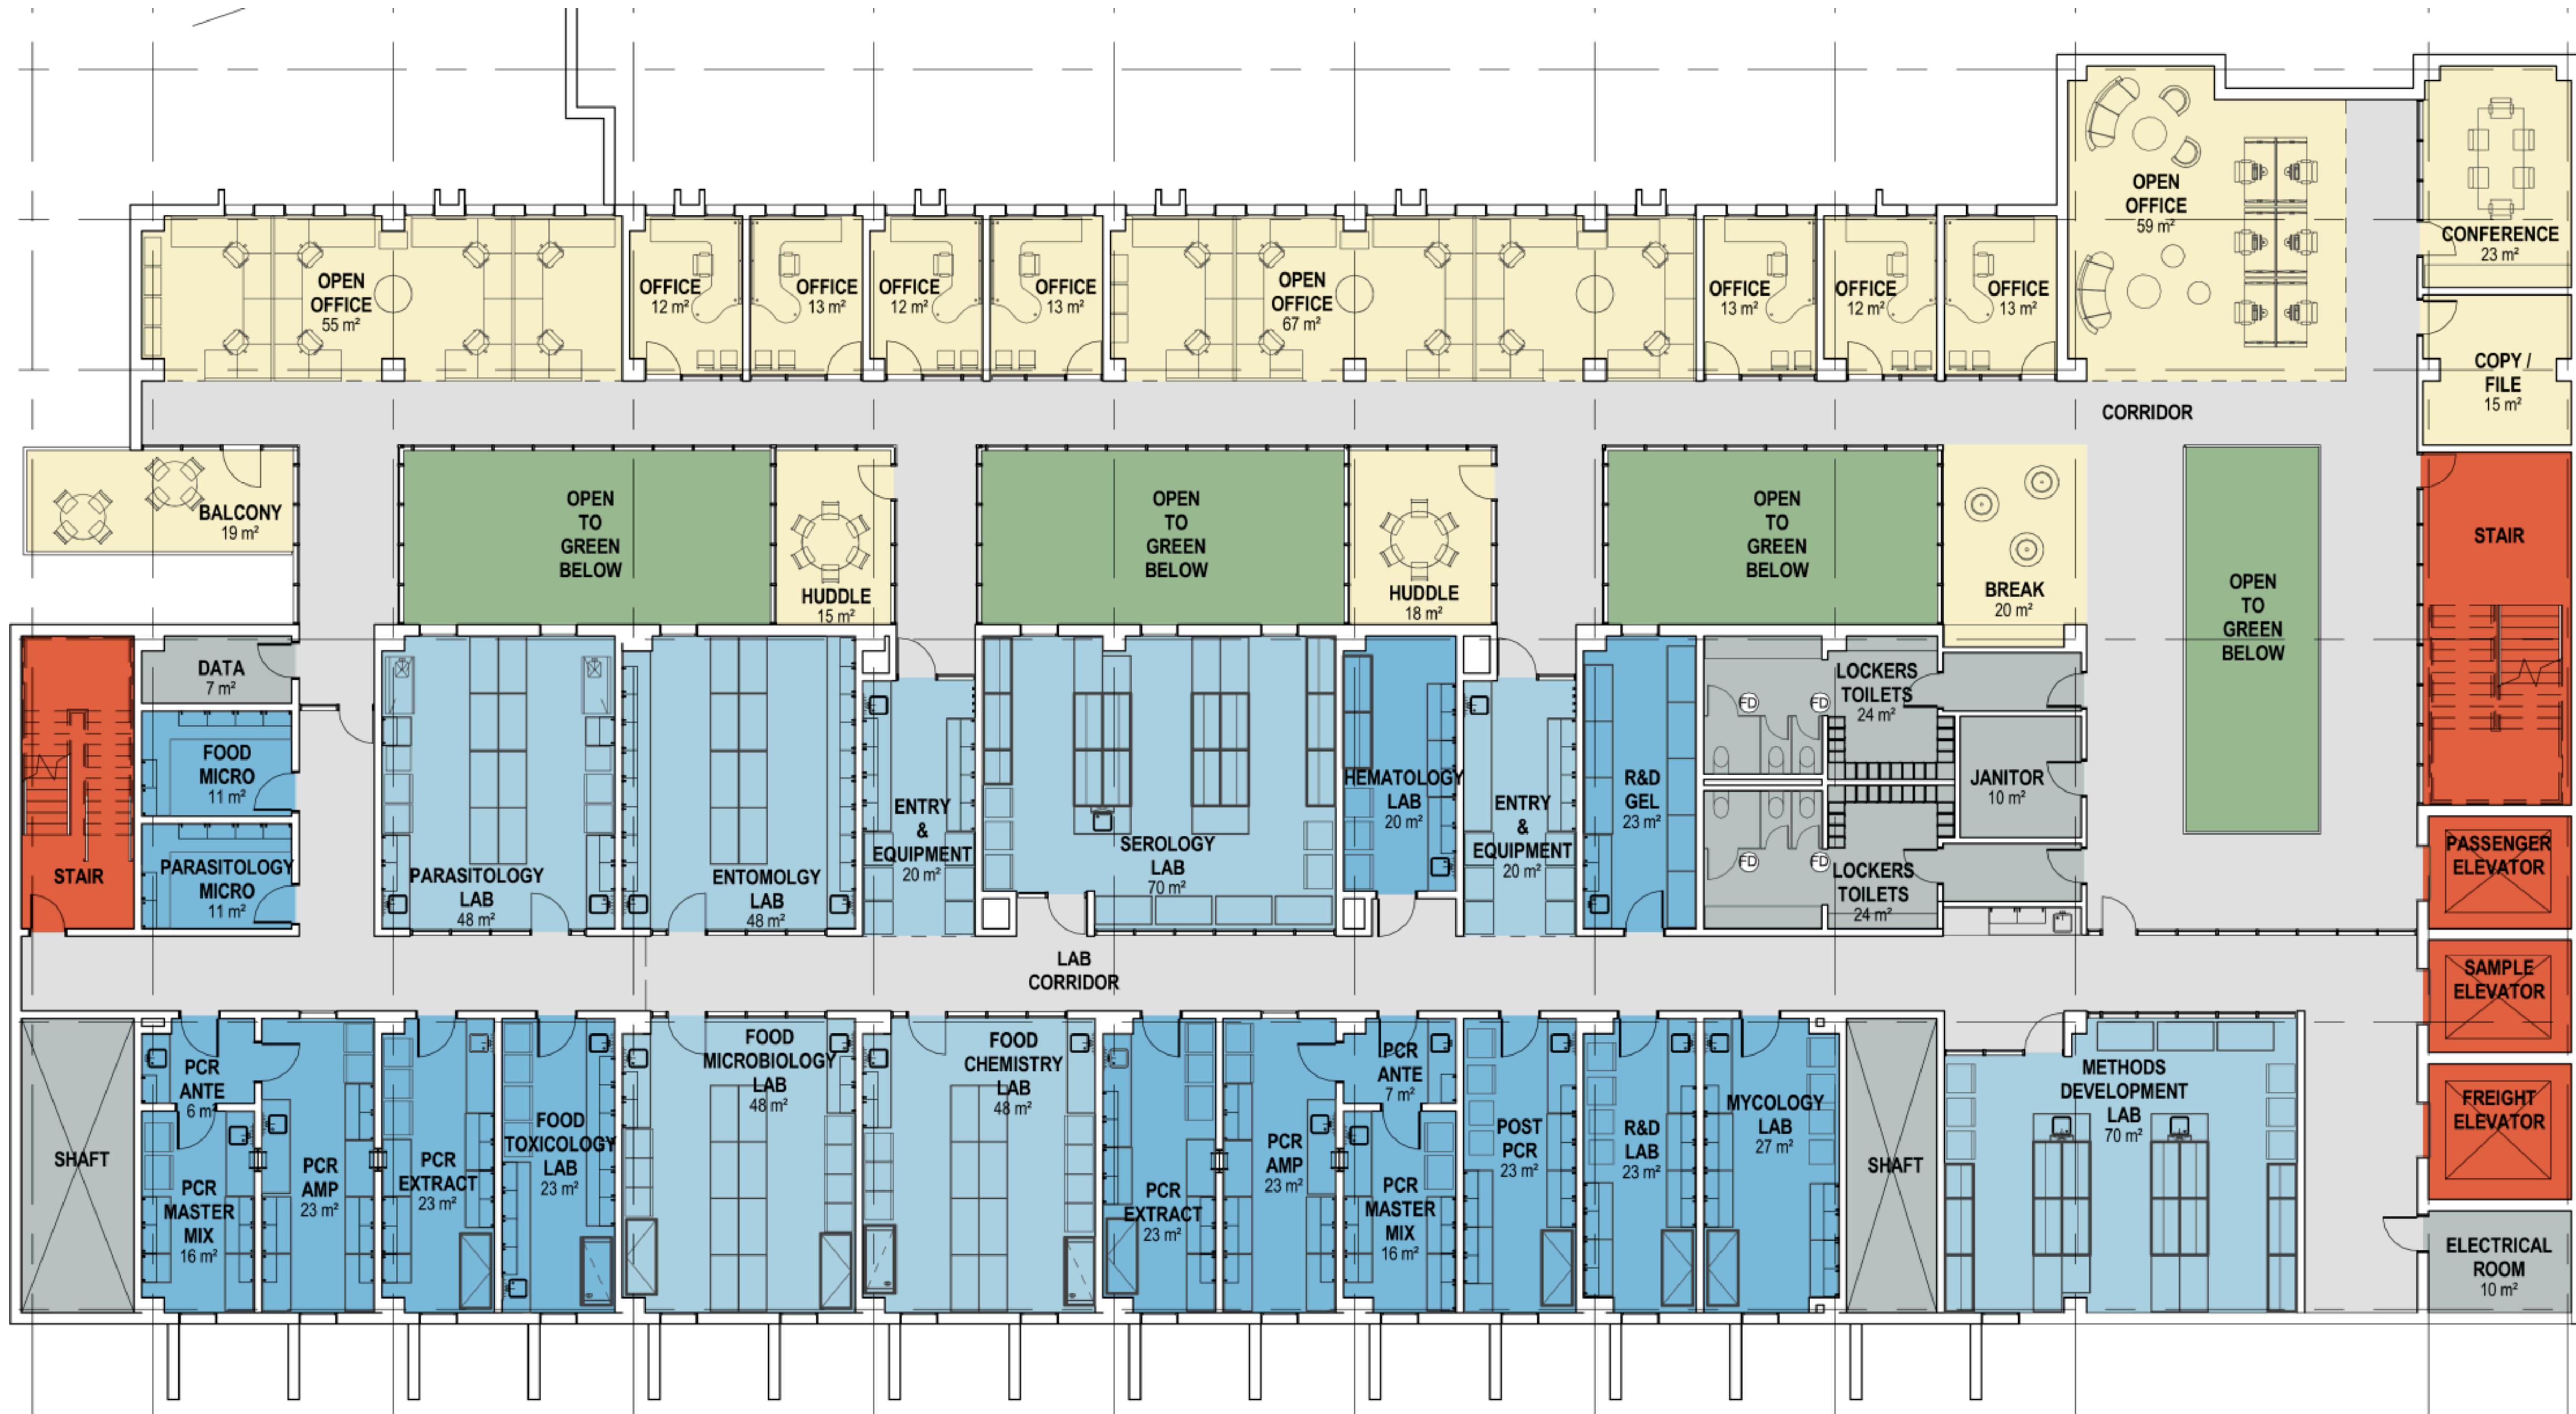 OPEN
OFFICE
59 m²
CONFERENCE
23 m²
OPEN
OFFICE
55 m²
OFFICE
12 m²
OFFICE
13 m²
OFFICE
12 m²
OFFICE
13 m²
OPEN
OFFICE
67 m²
OFFICE
13 m²
OFFICE
12 m²
OFFICE
13 m²
COPY /
FILE
15 m²
CORRIDOR
BALCONY
19 m²
OPEN
TO
GREEN
BELOW
HUDDLE
15 m²
OPEN
TO
GREEN
BELOW
HUDDLE
18 m²
OPEN
TO
GREEN
BELOW
BREAK
20 m²
OPEN
TO
GREEN
BELOW
STAIR
DATA
7 m²
FOOD
MICRO
11 m²
PARASITOLOGY
MICRO
11 m²
STAIR
PARASITOLOGY
LAB
48 m²
ENTOMOLGY
LAB
48 m²
ENTRY
&
EQUIPMENT
20 m²
SEROLOGY
LAB
70 m²
HEMATOLOGY
LAB
20 m²
ENTRY
&
EQUIPMENT
20 m²
R&D
GEL
23 m²
FD
FD
LOCKERS
TOILETS
24 m²
JANITOR
10 m²
FD
FD
LOCKERS
TOILETS
24 m²
PASSENGER
ELEVATOR
LAB
CORRIDOR
SAMPLE
ELEVATOR
SHAFT
PCR
ANTE
6 m²
PCR
MASTER
MIX
16 m²
PCR
AMP
23 m²
PCR
EXTRACT
23 m²
FOOD
TOXICOLOGY
LAB
23 m²
FOOD
MICROBIOLOGY
LAB
48 m²
FOOD
CHEMISTRY
LAB
48 m²
PCR
EXTRACT
23 m²
PCR
AMP
23 m²
PCR
ANTE
7 m²
PCR
MASTER
MIX
16 m²
POST
PCR
23 m²
R&D
LAB
23 m²
MYCOLOGY
LAB
27 m²
SHAFT
METHODS
DEVELOPMENT
LAB
70 m²
FREIGHT
ELEVATOR
ELECTRICAL
ROOM
10 m²